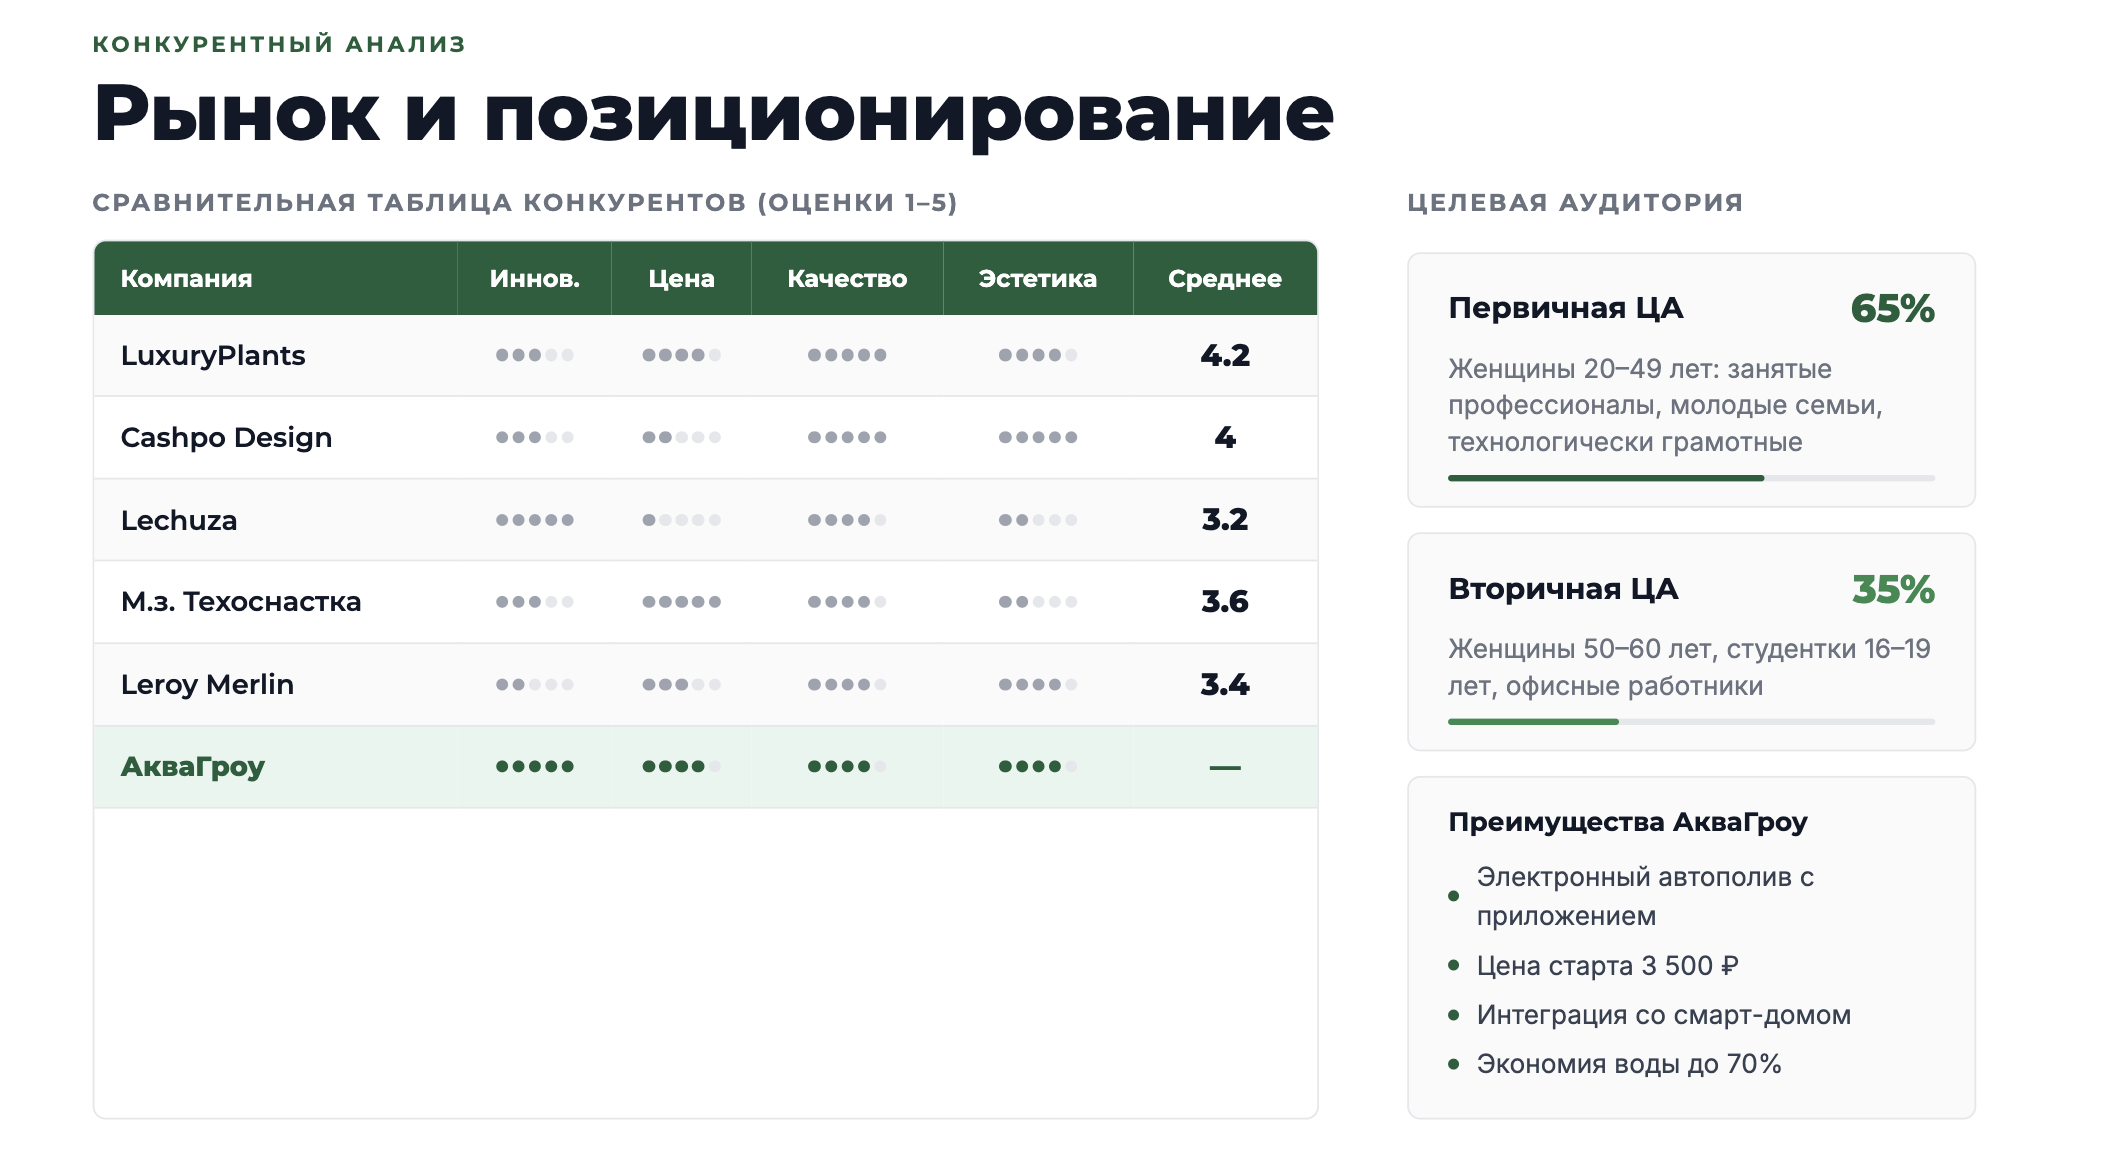 КОНКУРЕНТНЫЙ АНАЛИЗ
Рынок и позиционирование
СРАВНИТЕЛЬНАЯ ТАБЛИЦА КОНКУРЕНТОВ (ОЦЕНКИ 1–5)
Компания Иннов. Цена Качество Эстетика Среднее
LuxuryPlants 4.2
Cashpo Design 4
Lechuza 3.2
М.з. Техоснастка 3.6
Leroy Merlin 3.4
АкваГроу —
ЦЕЛЕВАЯ АУДИТОРИЯ
Первичная ЦА 65%
Женщины 20–49 лет: занятые
профессионалы, молодые семьи,
технологически грамотные
Вторичная ЦА 35%
Женщины 50–60 лет, студентки 16–19
лет, офисные работники
Преимущества АкваГроу
Электронный автополив с
приложением
Цена старта 3 500 ₽
Интеграция со смарт-домом
Экономия воды до 70%